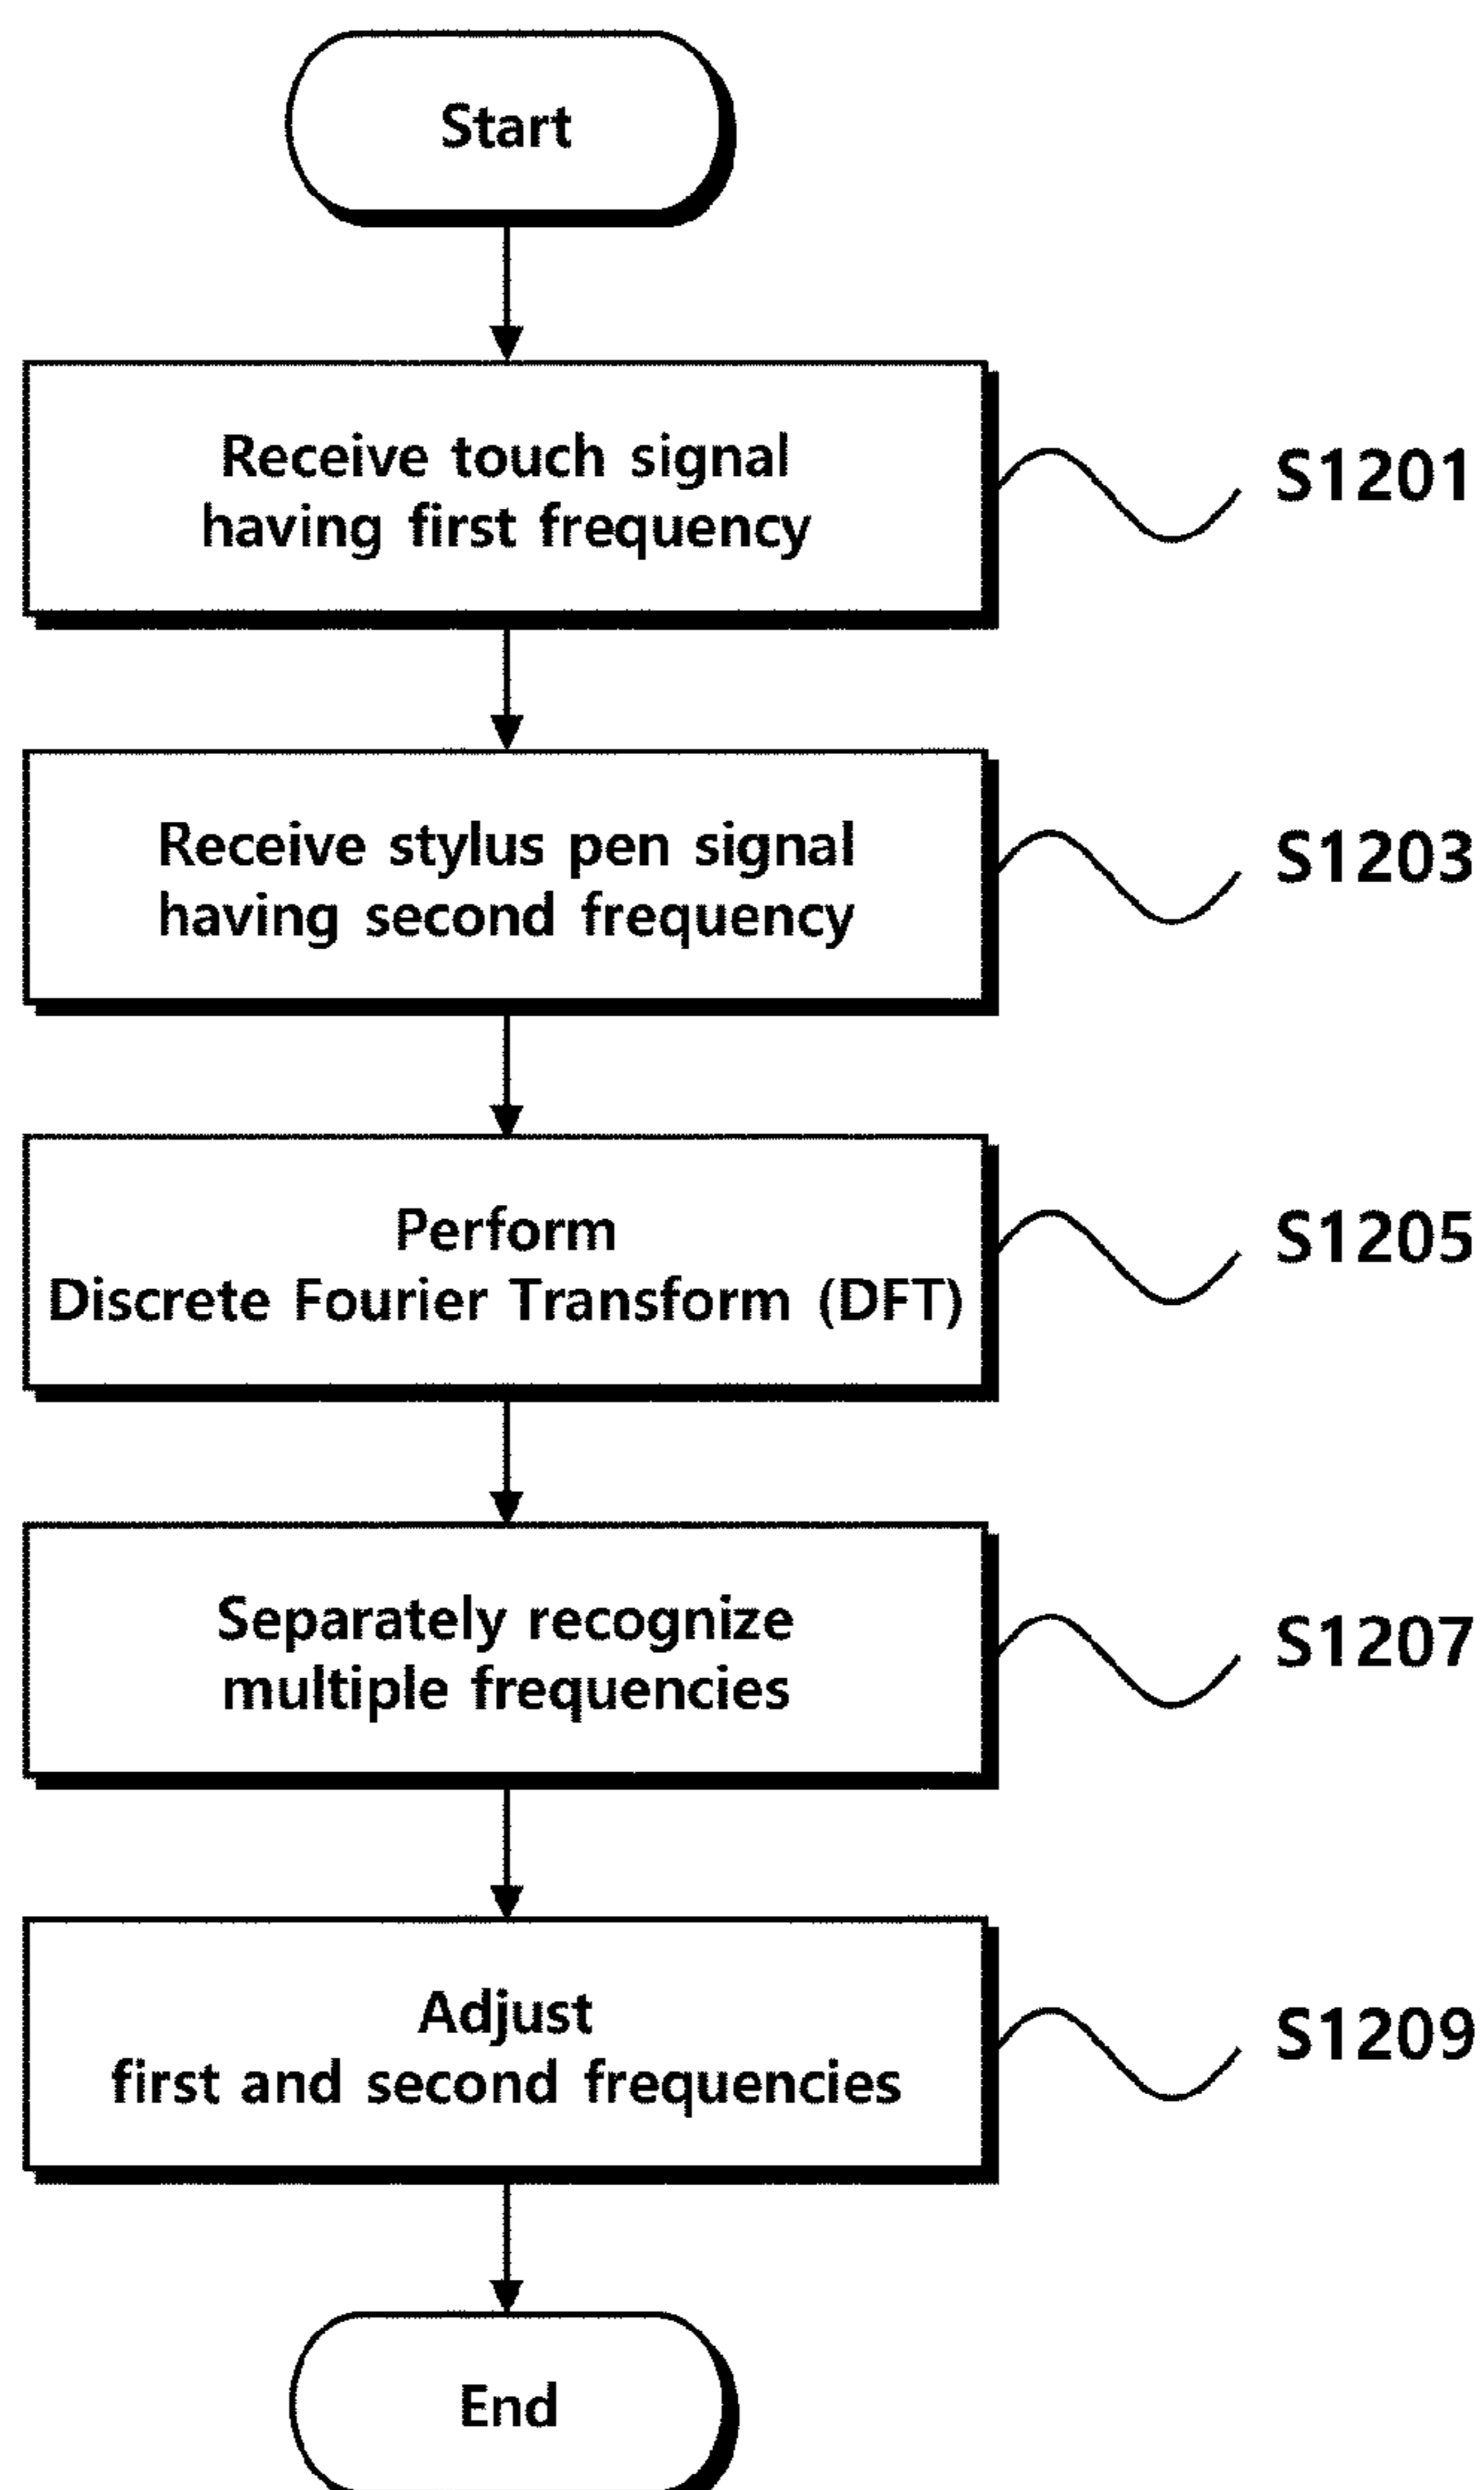 Start
Receive touch signal
having first frequency
S1201
Receive stylus pen signal
having second frequency
S1203
Perform
Discrete Fourier Transform (DFT)
S1205
Separately recognize
multiple frequencies
S1207
Adjust
first and second frequencies
S1209
End